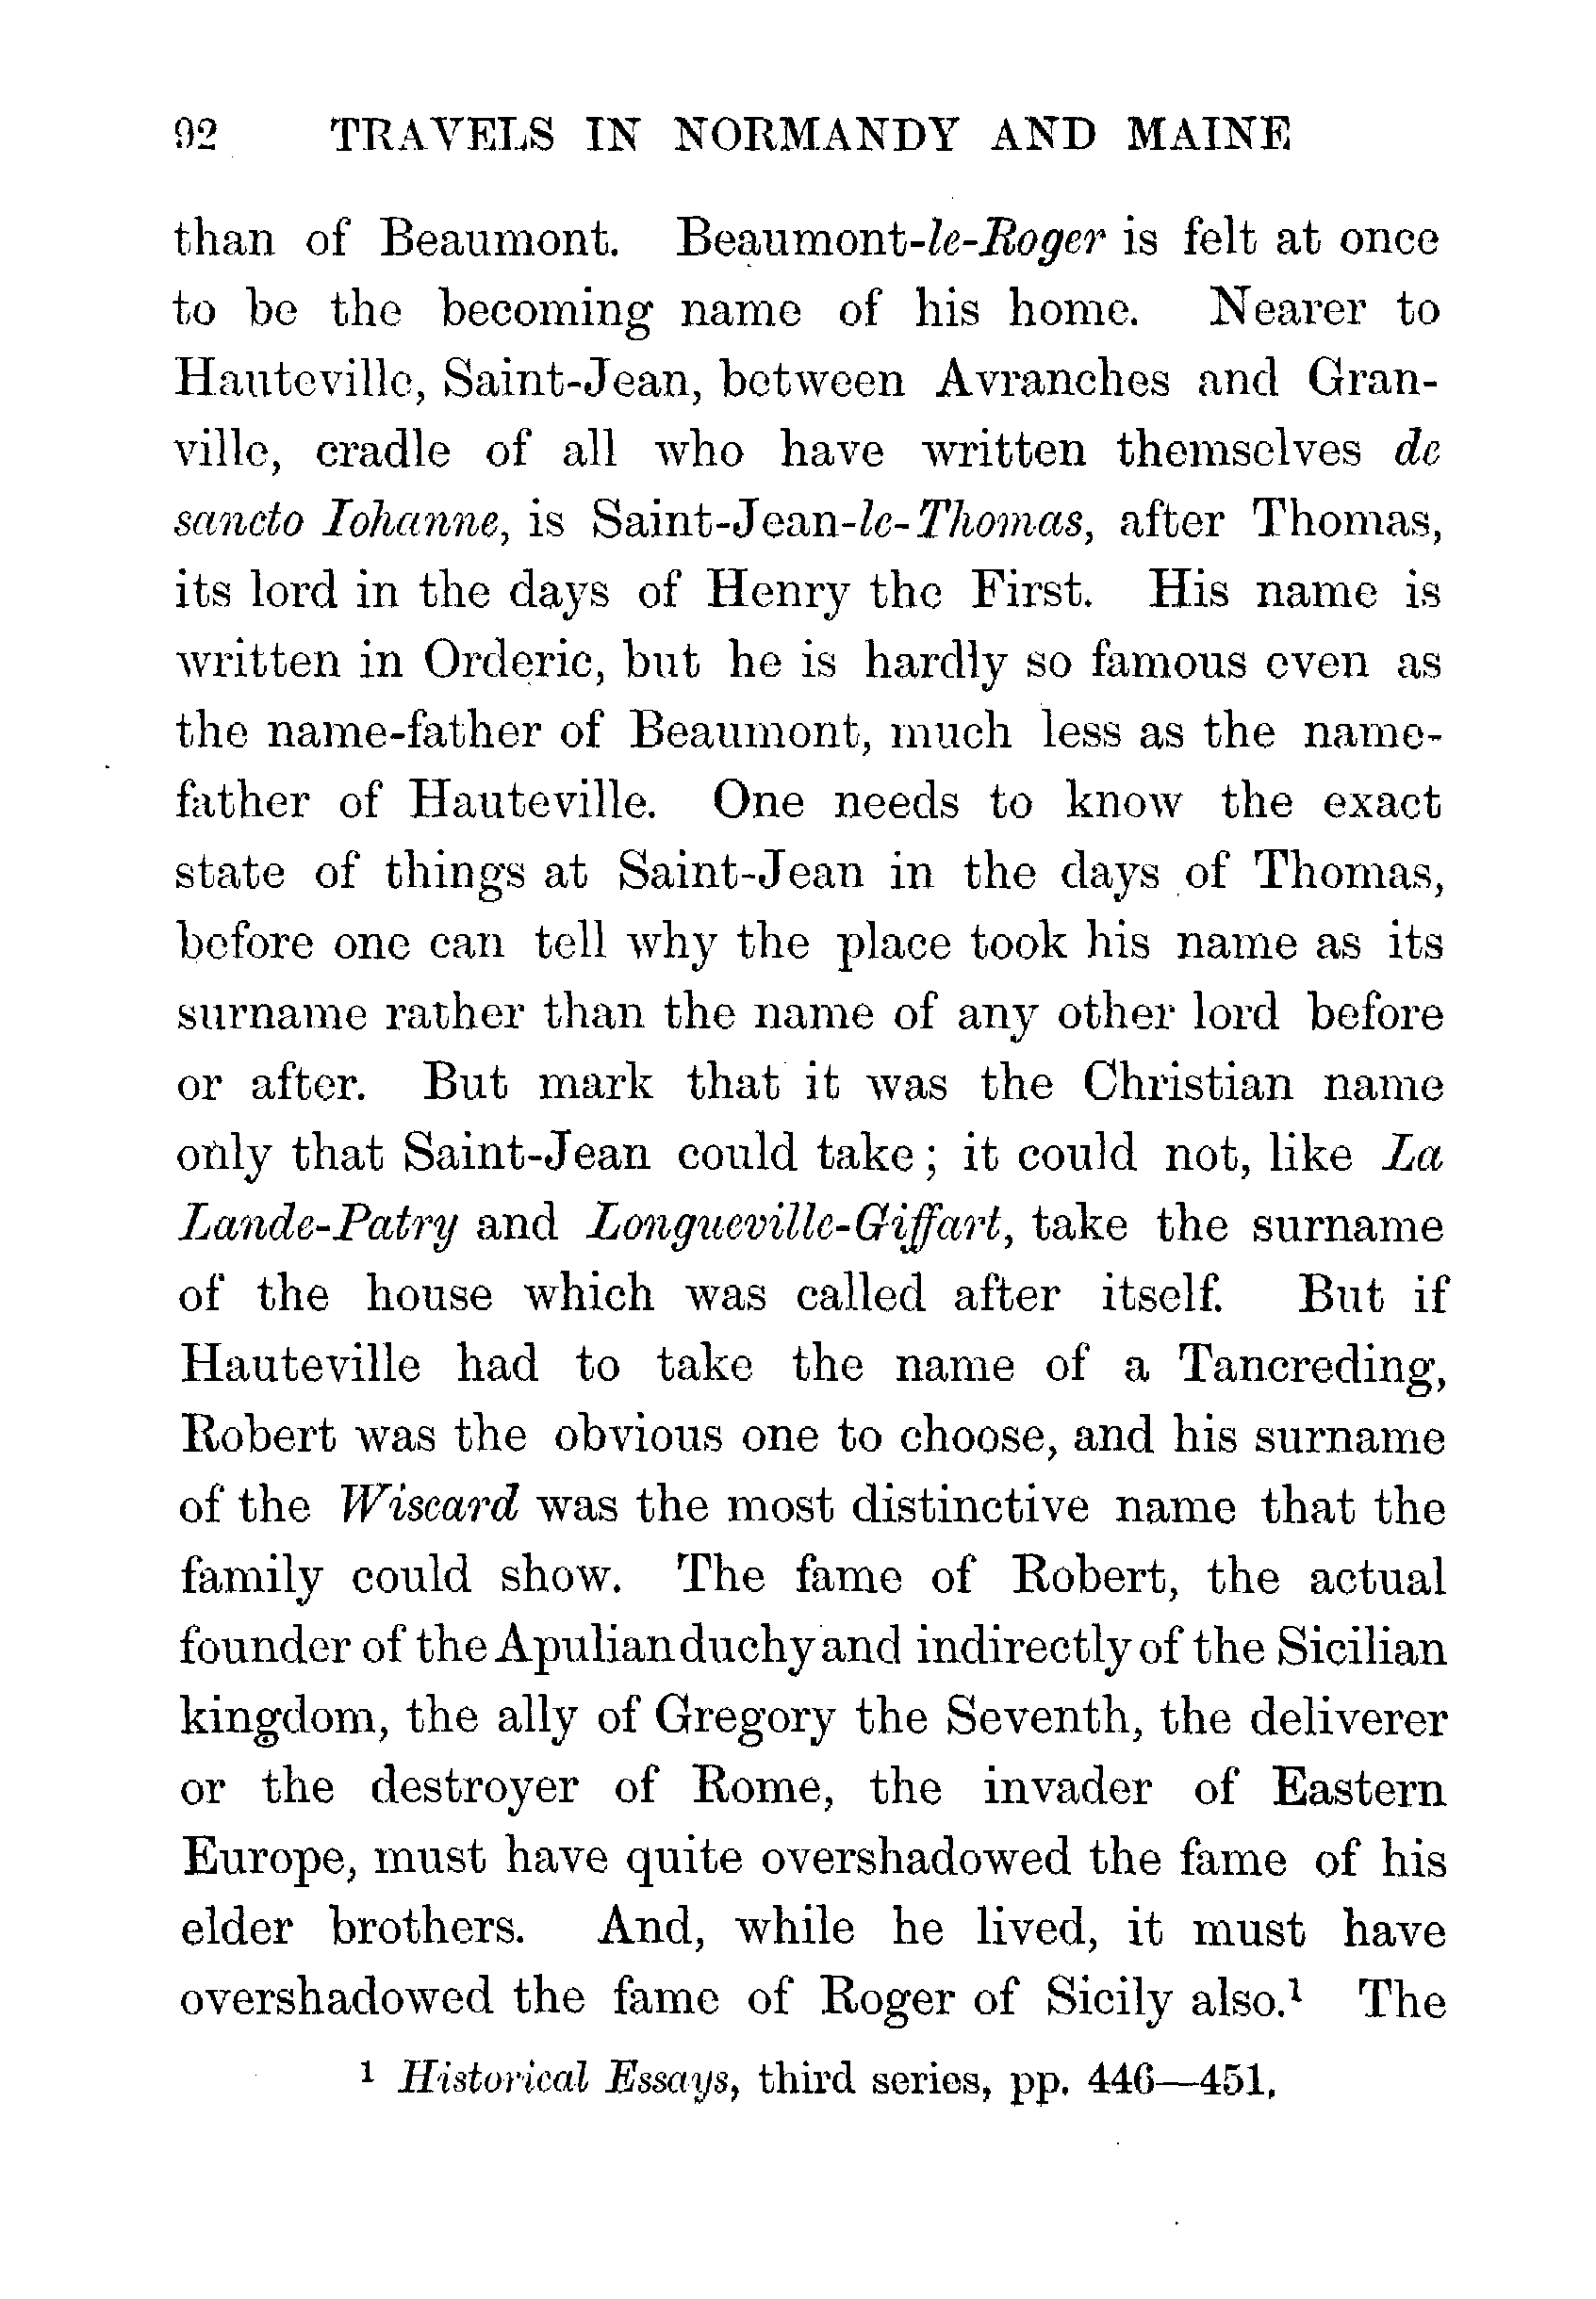 92 TRAVELS IN NORMANDY AND MAINE
than of Beaumont. Beaumont-le-Roger is felt at once
to be the becoming name of his home. Nearer to
Hauteville, Saint-Jean, between Avranches and Gran-
ville, cradle of all who have written themselves de
sancto Iohanne, is Saint-Jean-le-Thomas, after Thomas,
its lord in the days of Henry the First. His name is
written in Orderic, but he is hardly so famous even as
the name-father of Beaumont, much less as the name-
father of Hauteville. One needs to know the exact
state of things at Saint-Jean in the days of Thomas,
before one can tell why the place took his name as its
surname rather than the name of any other lord before
or after. But mark that it was the Christian name
only that Saint-Jean could take; it could not, like La
Lande-Patry and Longueville-Giffart, take the surname
of the house which was called after itself. But if
Hauteville had to take the name of a Tancreding,
Robert was the obvious one to choose, and his surname
of the Wiscard was the most distinctive name that the
family could show. The fame of Robert, the actual
founder of the Apulian duchy and indirectly of the Sicilian
kingdom, the ally of Gregory the Seventh, the deliverer
or the destroyer of Rome, the invader of Eastern
Europe, must have quite overshadowed the fame of his
elder brothers. And, while he lived, it must have
overshadowed the fame of Roger of Sicily also.¹ The
¹ Historical Essays, third series, pp. 446—451.